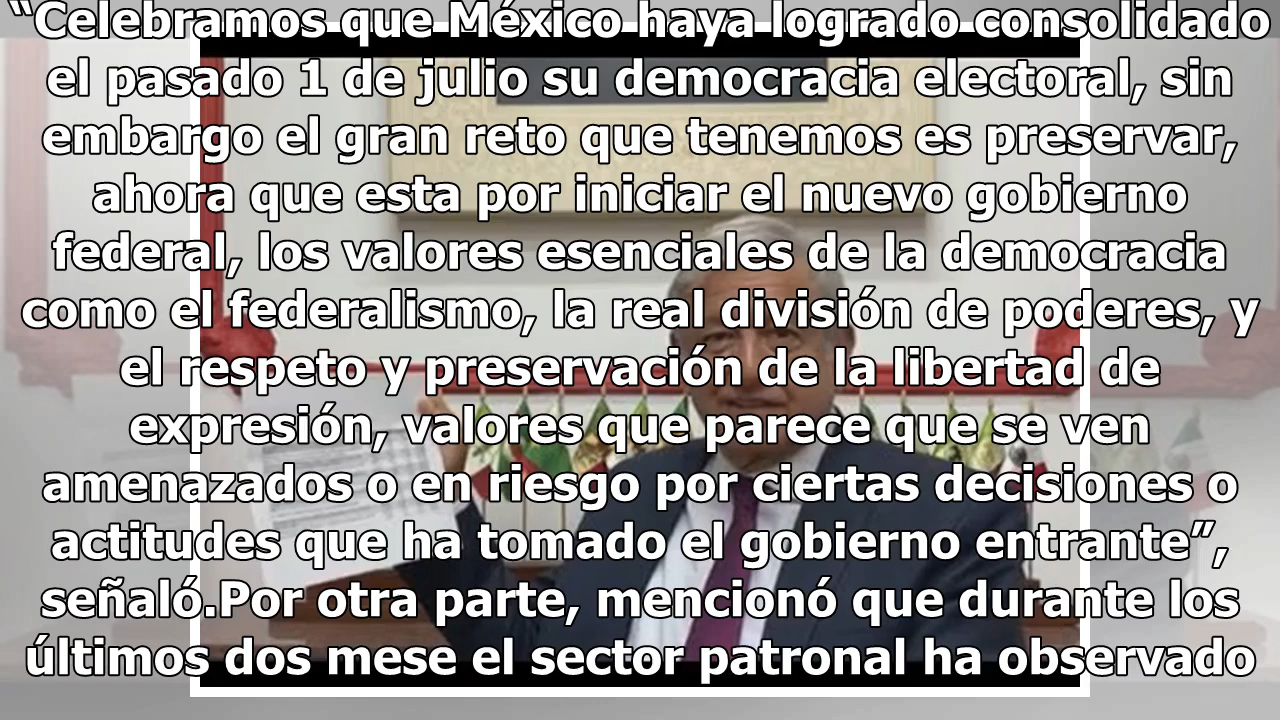 “Celebramos que México haya logrado consolidado
el pasado 1 de julio su democracia electoral, sin
embargo el gran reto que tenemos es preservar,
ahora que esta por iniciar el nuevo gobierno
federal, los valores esenciales de la democracia
como el federalismo, la real división de poderes, y
el respeto y preservación de la libertad de
expresión, valores que parece que se ven
amenazados o en riesgo por ciertas decisiones o
actitudes que ha tomado el gobierno entrante”,
señaló.Por otra parte, mencionó que durante los
últimos dos mese el sector patronal ha observado